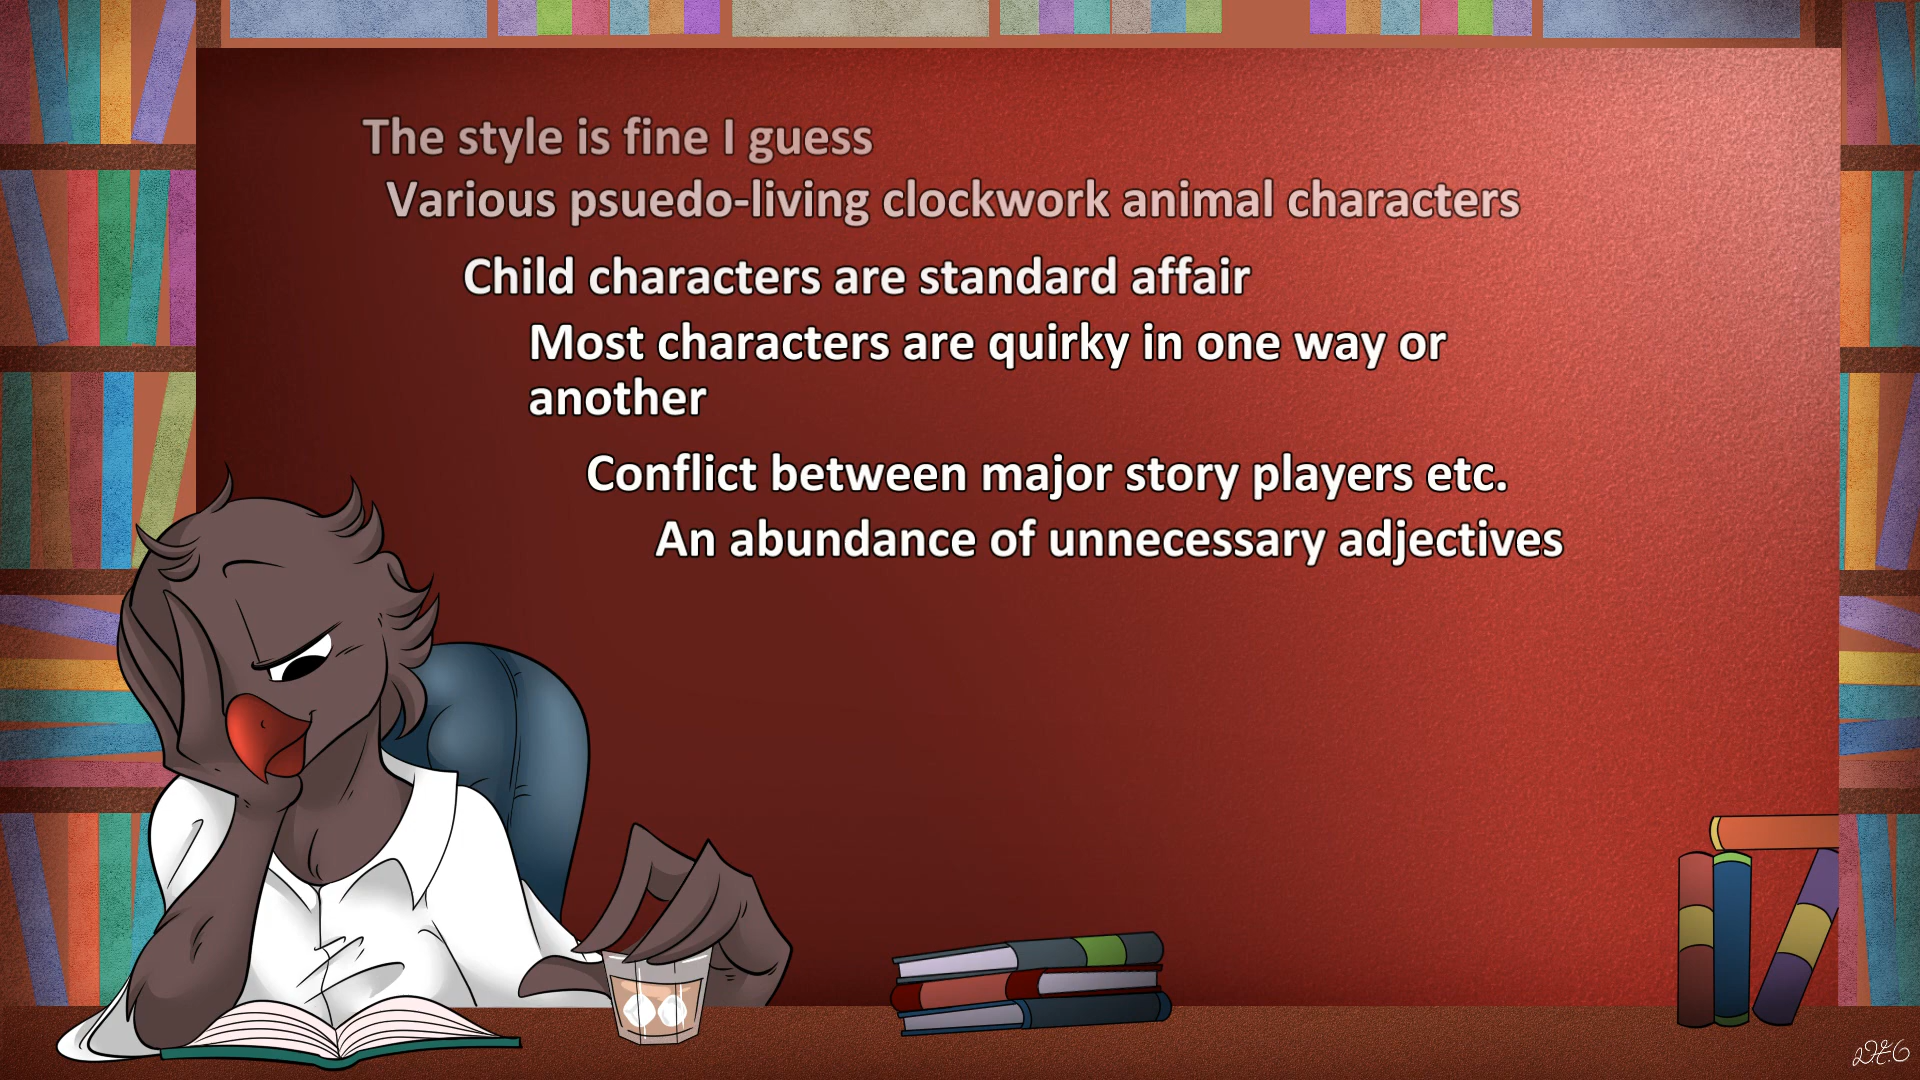 The style is fine I guess
Various psuedo-living clockwork animal characters
Child characters are standard affair
Most characters are quirky in one way or
another
Conflict between major story players etc.
An abundance of unnecessary adjectives